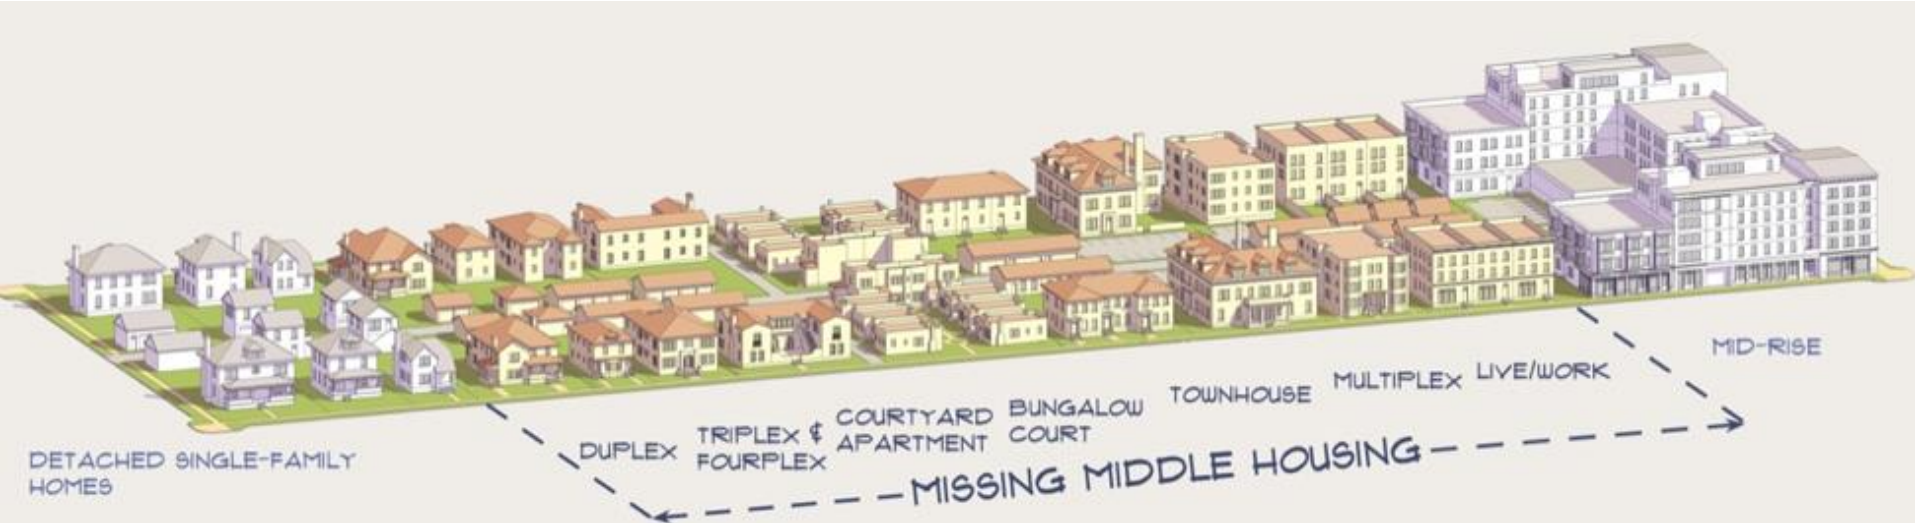 DETACHED SINGLE-FAMILY
HOMES
DUPLEX
TRIPLEX &
FOURPLEX
COURTYARD
APARTMENT
BUNGALOW
COURT
TOWNHOUSE
MULTIPLEX
LIVE/WORK
MID-RISE
MISSING MIDDLE HOUSING